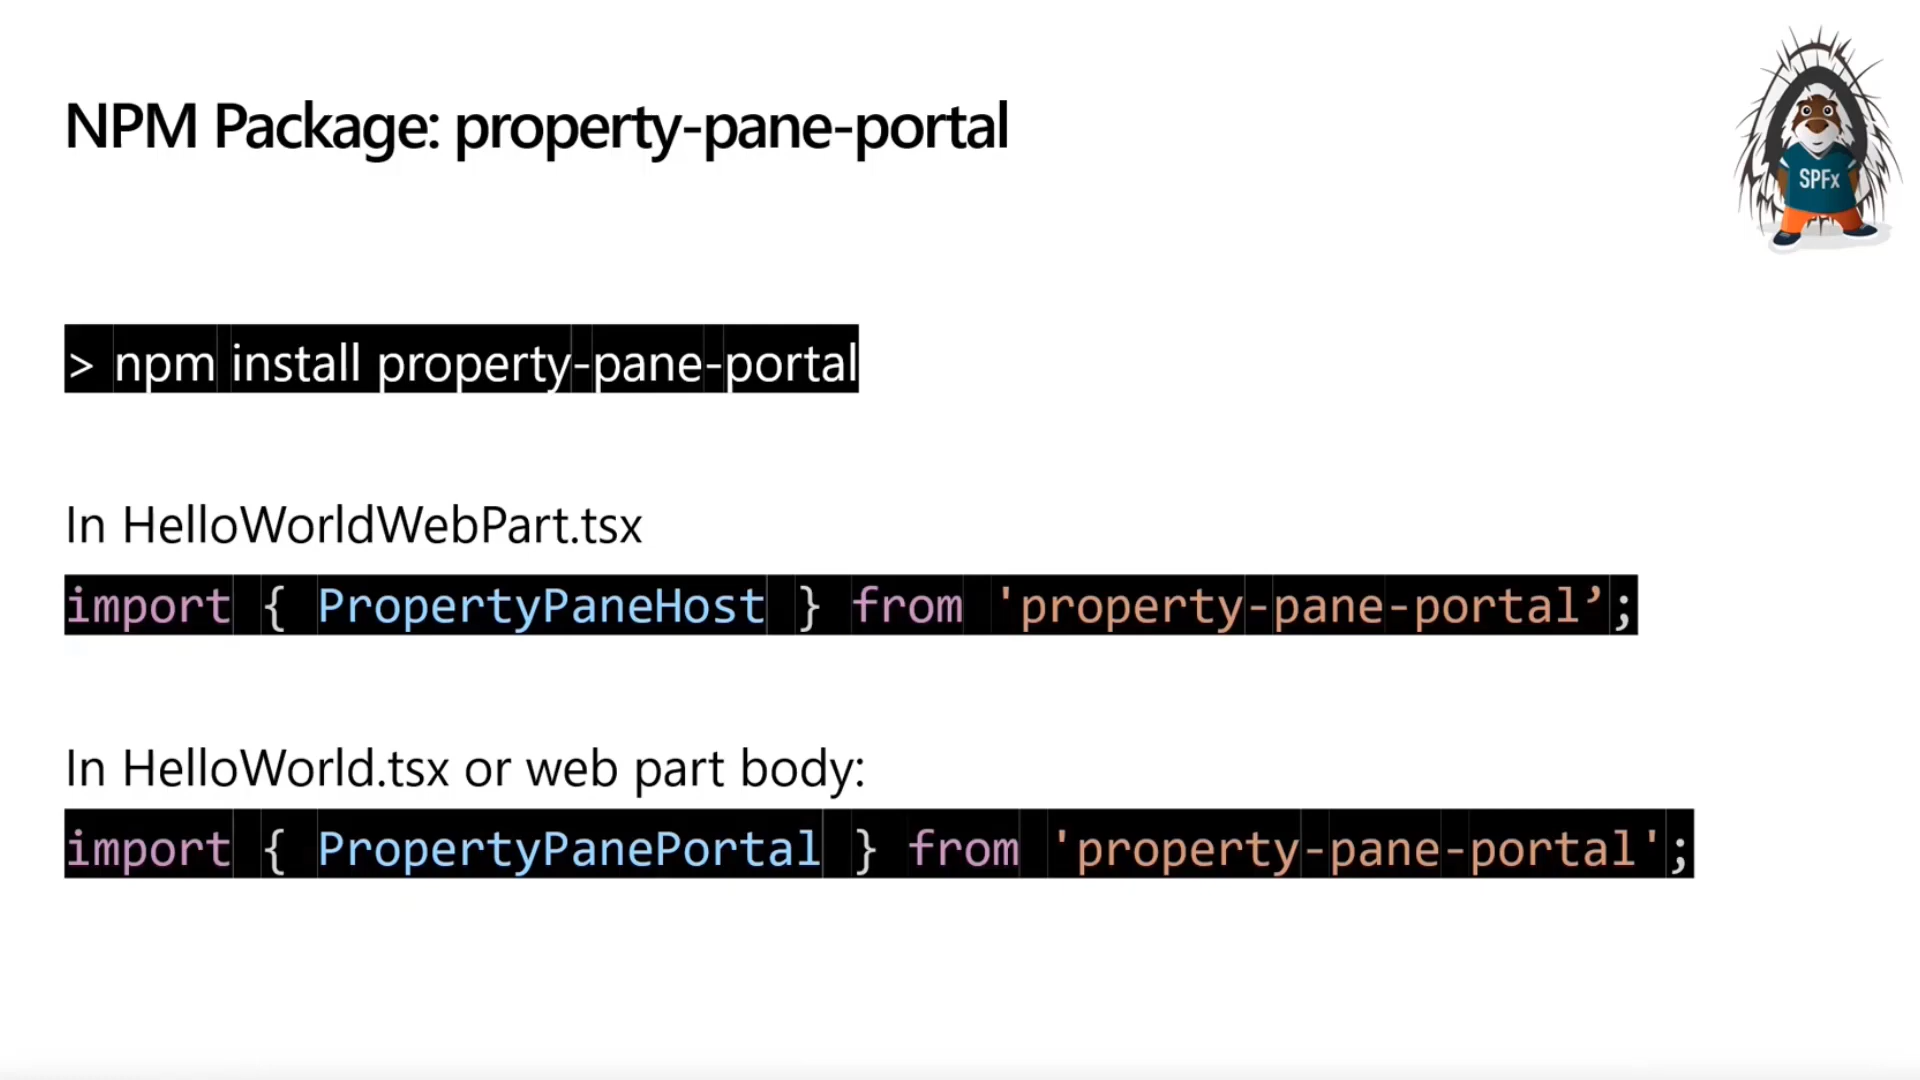 NPM Package: property-pane-portal
SPFx
> npm install property-pane-portal
In HelloWorldWebPart.tsx
import { PropertyPaneHost } from 'property-pane-portal’;
In HelloWorld.tsx or web part body:
import { PropertyPanePortal } from 'property-pane-portal';